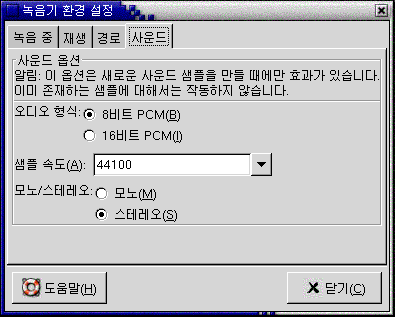 녹음기 환경 설정
녹음 중 재생 경로 사운드
사운드 옵션
알림: 이 옵션은 새로운 사운드 샘플을 만들 때에만 효과가 있습니다.
이미 존재하는 샘플에 대해서는 작동하지 않습니다.
오디오 형식: 8비트 PCM(B)
16비트 PCM(I)
샘플 속도(A): 44100
모노/스테레오: 모노(M)
스테레오(S)
도움말(H) 닫기(C)